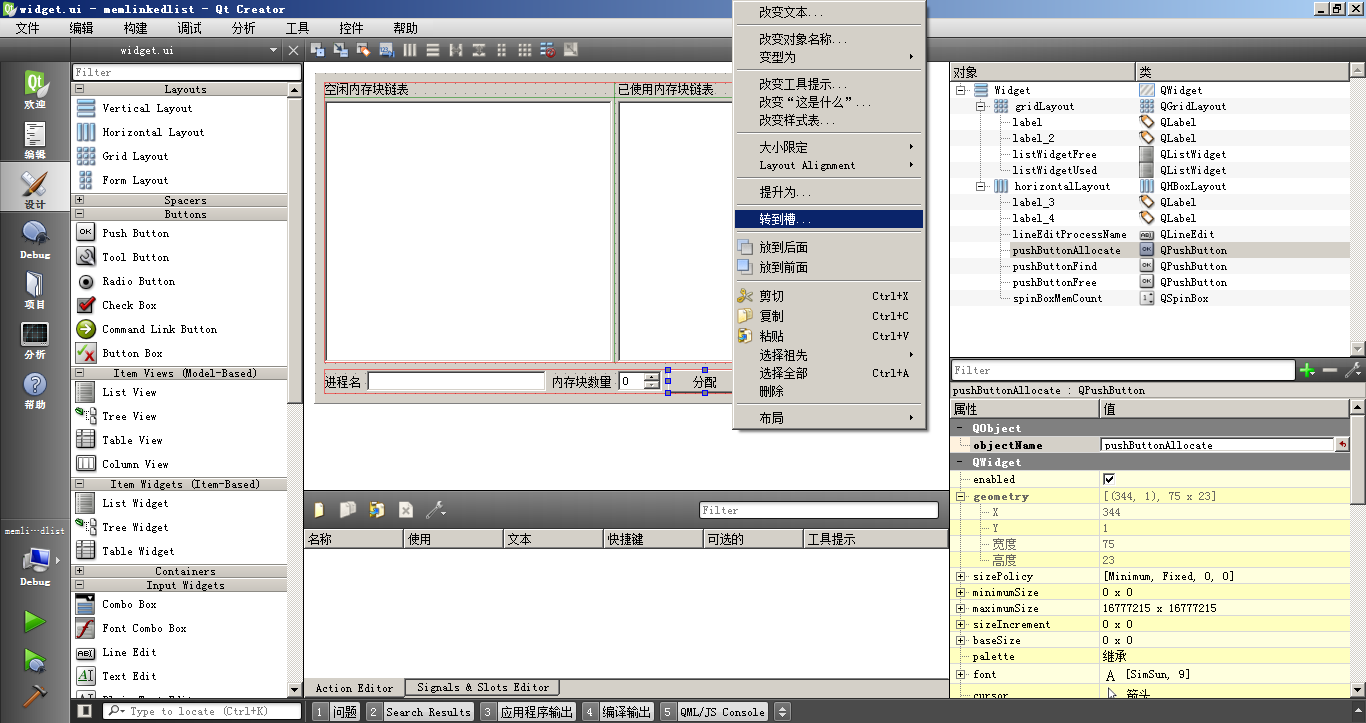 widget.ui - memlinkedlist - Qt Creator
文件 编辑 构建 调试 分析 工具 控件 帮助
widget.ui
欢迎
编辑
设计
Debug
项目
分析
帮助
memli…dlist
Debug
Filter
Layouts
Vertical Layout
Horizontal Layout
Grid Layout
Form Layout
Spacers
Buttons
OK Push Button
Tool Button
Radio Button
Check Box
Command Link Button
Button Box
Item Views (Model-Based)
List View
Tree View
Table View
Column View
Item Widgets (Item-Based)
List Widget
Tree Widget
Table Widget
Containers
Input Widgets
Combo Box
Font Combo Box
ABI Line Edit
AI Text Edit
空闲内存块链表 已使用内存块链表
进程名 内存块数量 0 分配
改变文本...
改变对象名称...
变型为
改变工具提示...
改变“这是什么”...
改变样式表...
大小限定
Layout Alignment
提升为...
转到槽...
放到后面
放到前面
剪切 Ctrl+X
复制 Ctrl+C
粘贴 Ctrl+V
选择祖先
选择全部 Ctrl+A
删除
布局
Filter
名称 使用 文本 快捷键 可选的 工具提示
Action Editor Signals & Slots Editor
对象 类
Widget QWidget
gridLayout QGridLayout
label QLabel
label_2 QLabel
listWidgetFree QListWidget
listWidgetUsed QListWidget
horizontalLayout QHBoxLayout
label_3 QLabel
label_4 QLabel
lineEditProcessName QLineEdit
pushButtonAllocate QPushButton
pushButtonFind QPushButton
pushButtonFree QPushButton
spinBoxMemCount QSpinBox
Filter
pushButtonAllocate : QPushButton
属性 值
QObject
objectName pushButtonAllocate
QWidget
enabled
geometry [(344, 1), 75 x 23]
X 344
Y 1
宽度 75
高度 23
sizePolicy [Minimum, Fixed, 0, 0]
minimumSize 0 x 0
maximumSize 16777215 x 16777215
sizeIncrement 0 x 0
baseSize 0 x 0
palette 继承
font A [SimSun, 9]
cursor 箭头
Type to locate (Ctrl+K) 1 问题 2 Search Results 3 应用程序输出 4 编译输出 5 QML/JS Console